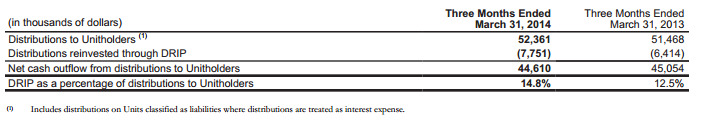 Three Months Ended Three Months Ended
(in thousands of dollars) March 31, 2014 March 31, 2013
Distributions to Unitholders (1) 52,361 51,468
Distributions reinvested through DRIP (7,751) (6,414)
Net cash outflow from distributions to Unitholders 44,610 45,054
DRIP as a percentage of distributions to Unitholders 14.8% 12.5%
(1) Includes distributions on Units classified as liabilities where distributions are treated as interest expense.